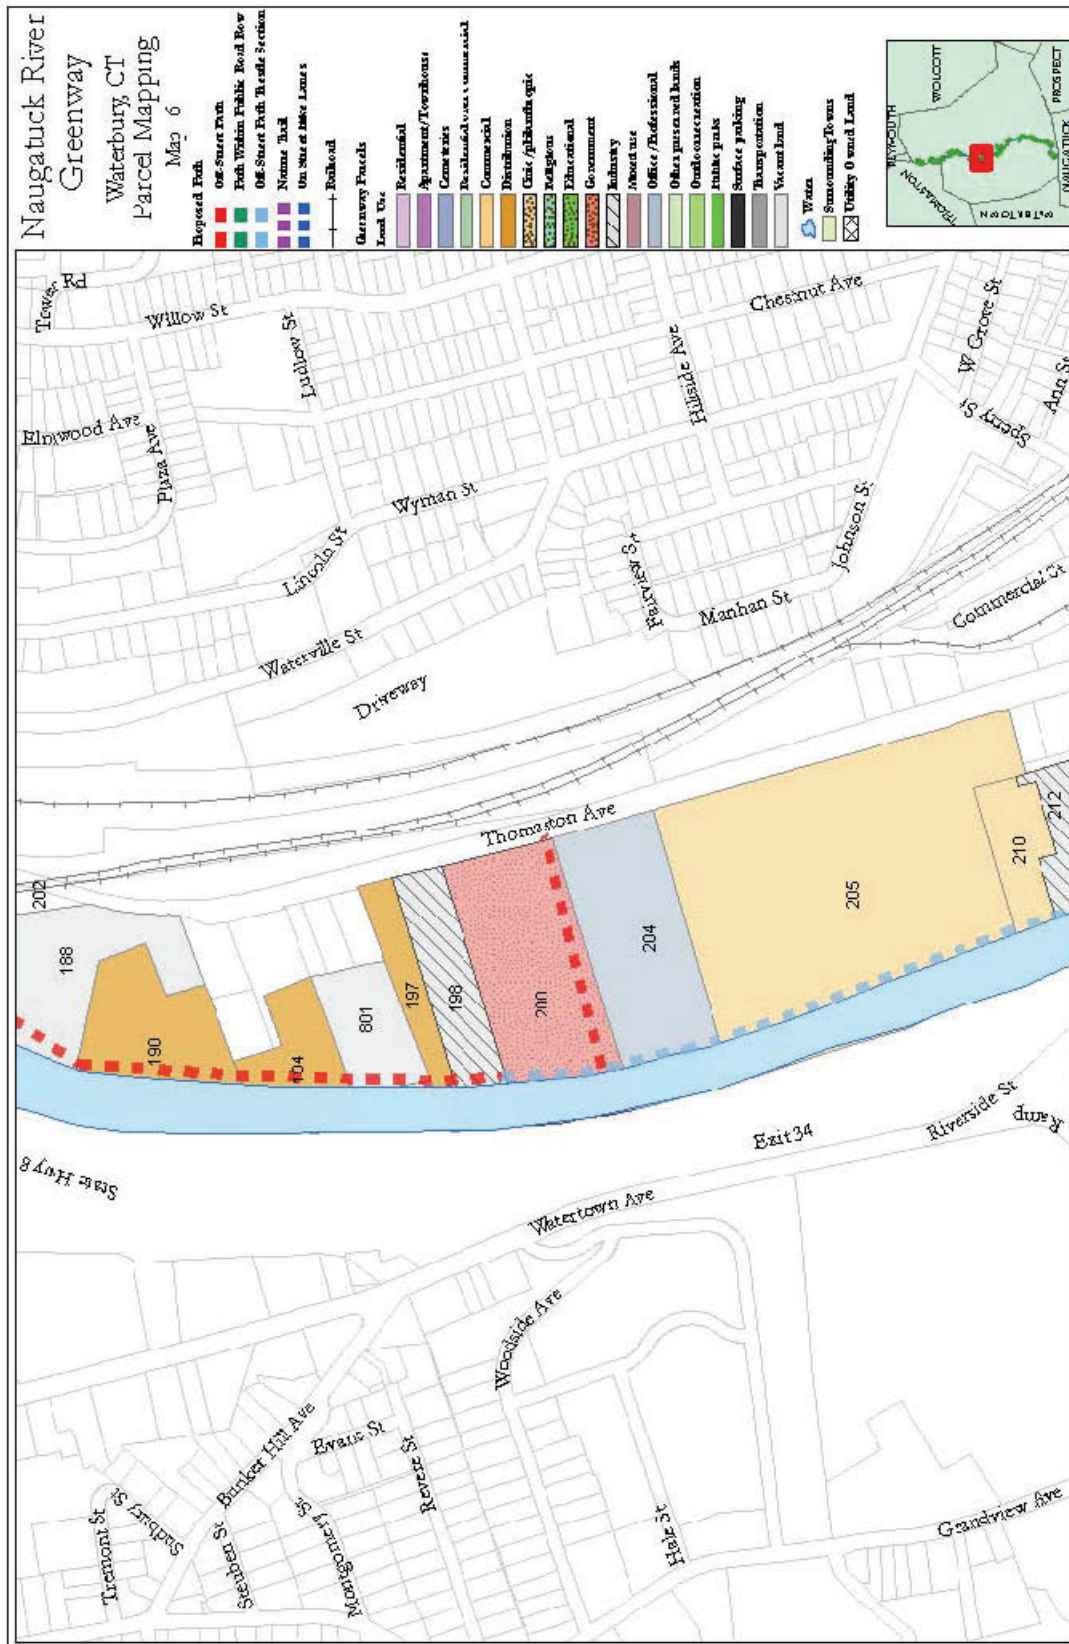 Naugatuck River
Greenway
Waterbury, CT
Parcel Mapping
Map 6
Proposed Path
Off-Street Path
Path Within Public Road Row
Off-Street Path Trestle Section
Nature Trail
On Street Bike Lanes
Railroad
Greenway Parcels
Land Use
Residential
Apartment/Townhouse
Cemeteries
Commercial
Distribution
Civic/philanthropic
Religious
Educational
Government
Industry
Mixed use
Office/Professional
Other preserved lands
Outdoor recreation
Public parks
Surface parking
Transportation
Vacant land
Water
Surrounding Towns
Utility Owned Land
PLYMOUTH
THOMASTON
WOLCOTT
WATERTOWN
PROSPECT
NAUGATUCK
Tower Rd
Willow St
Ludlow St
Elmwood Ave
Plaza Ave
Chestnut Ave
Hillside Ave
W Grove St
Ann St
Sperry St
Wyman St
Lincoln St
Johnson St
Fairview St
Manhan St
Waterville St
Commercial St
Driveway
Thomaston Ave
202
188
190
104
801
197
198
200
204
205
210
212
State Hwy 8
Exit 34
Riverside St
Ramp
Watertown Ave
Woodside Ave
Bunker Hill Ave
Evans St
Revere St
Tremont St
Sudbury St
Steuben St
Montgomery St
Hale St
Grandview Ave